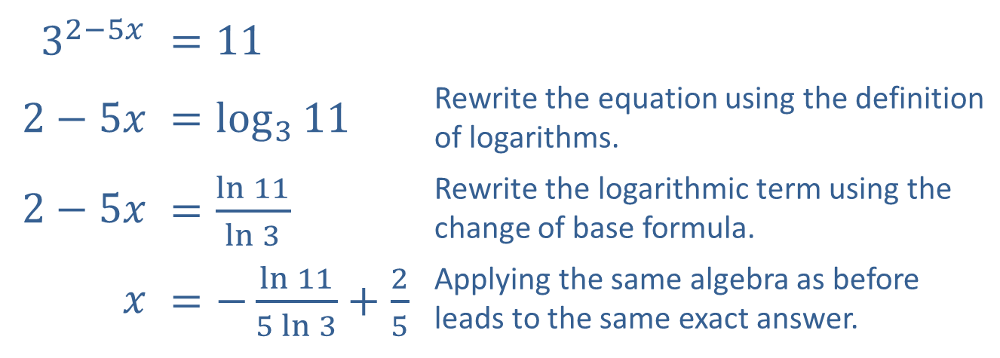 3^{2−5x} = 11
2 − 5x = log₃ 11
Rewrite the equation using the definition
of logarithms.
2 − 5x = \frac{ln 11}{ln 3}
Rewrite the logarithmic term using the
change of base formula.
x = −\frac{ln 11}{5 ln 3} + \frac{2}{5}
Applying the same algebra as before
leads to the same exact answer.